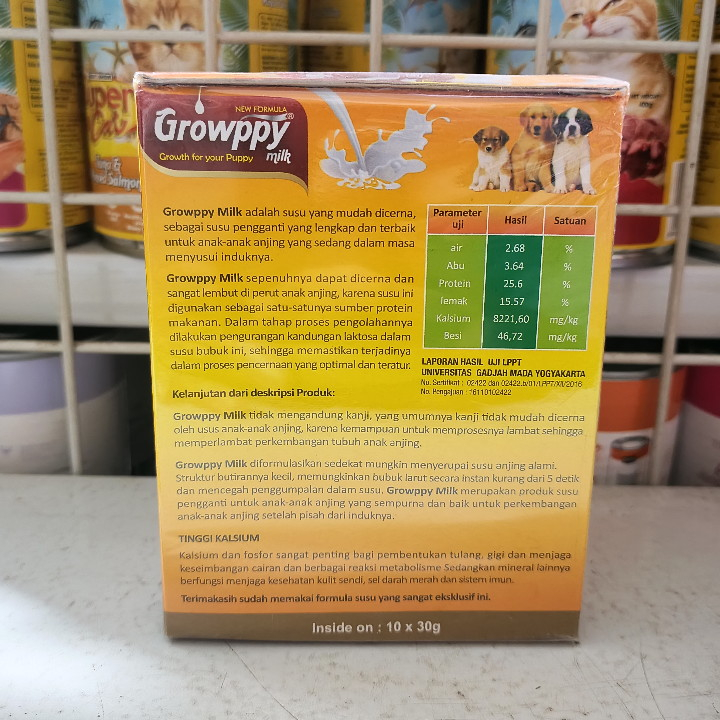 NEW FORMULA
Growppy®
milk
Growth for your Puppy
Growppy Milk adalah susu yang mudah dicerna,
sebagai susu pengganti yang lengkap dan terbaik
untuk anak-anak anjing yang sedang dalam masa
menyusui induknya.
Growppy Milk sepenuhnya dapat dicerna dan
sangat lembut di perut anak anjing, karena susu ini
digunakan sebagai satu-satunya sumber protein
makanan. Dalam tahap proses pengolahannya
dilakukan pengurangan kandungan laktosa dalam
susu bubuk ini, sehingga memastikan terjadinya
dalam proses pencernaan yang optimal dan teratur.
Parameter uji Hasil Satuan
air 2.68 %
Abu 3.64 %
Protein 25.6 %
lemak 15.57 %
Kalsium 8221,60 mg/kg
Besi 46,72 mg/kg
LAPORAN HASIL UJI LPPT
UNIVERSITAS GADJAH MADA YOGYAKARTA
No. Sertifikat : 02422 dan 02422.b/01/LPPT/XII/2016
No. Pengajuan : *6110102422
Kelanjutan dari deskripsi Produk:
Growppy Milk tidak mengandung kanji, yang umumnya kanji tidak mudah dicerna
oleh usus anak-anak anjing, karena kemampuan untuk memprosesnya lambat sehingga
memperlambat perkembangan tubuh anak anjing.
Growppy Milk diformulasikan sedekat mungkin menyerupai susu anjing alami.
Struktur butirannya kecil, memungkinkan bubuk larut secara instan kurang dari 5 detik
dan mencegah penggumpalan dalam susu. Growppy Milk merupakan produk susu
pengganti untuk anak-anak anjing yang sempurna dan baik untuk perkembangan
anak-anak anjing setelah pisah dari induknya.
TINGGI KALSIUM
Kalsium dan fosfor sangat penting bagi pembentukan tulang, gigi dan menjaga
keseimbangan cairan dan berbagai reaksi metabolisme Sedangkan mineral lainnya
berfungsi menjaga kesehatan kulit sendi, sel darah merah dan sistem imun.
Terimakasih sudah memakai formula susu yang sangat eksklusif ini.
Inside on : 10 x 30g